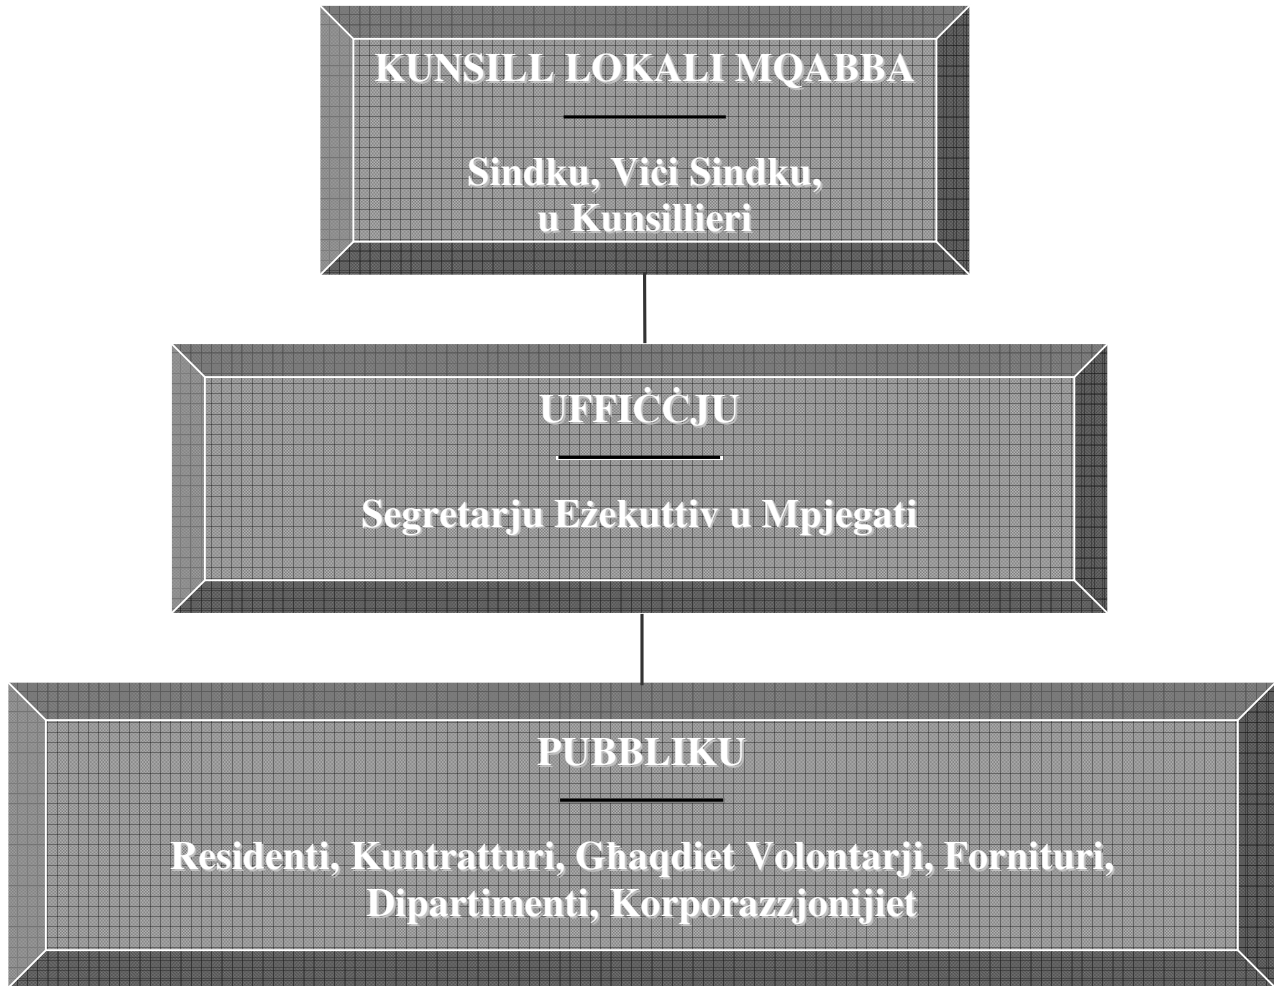 KUNSILL LOKALI MQABBA
Sindku, Viċi Sindku,
u Kunsillieri
UFFIĊĊJU
Segretarju Eżekuttiv u Mpjegati
PUBBLIKU
Residenti, Kuntratturi, Għaqdiet Volontarji, Fornituri,
Dipartimenti, Korporazzjonijiet